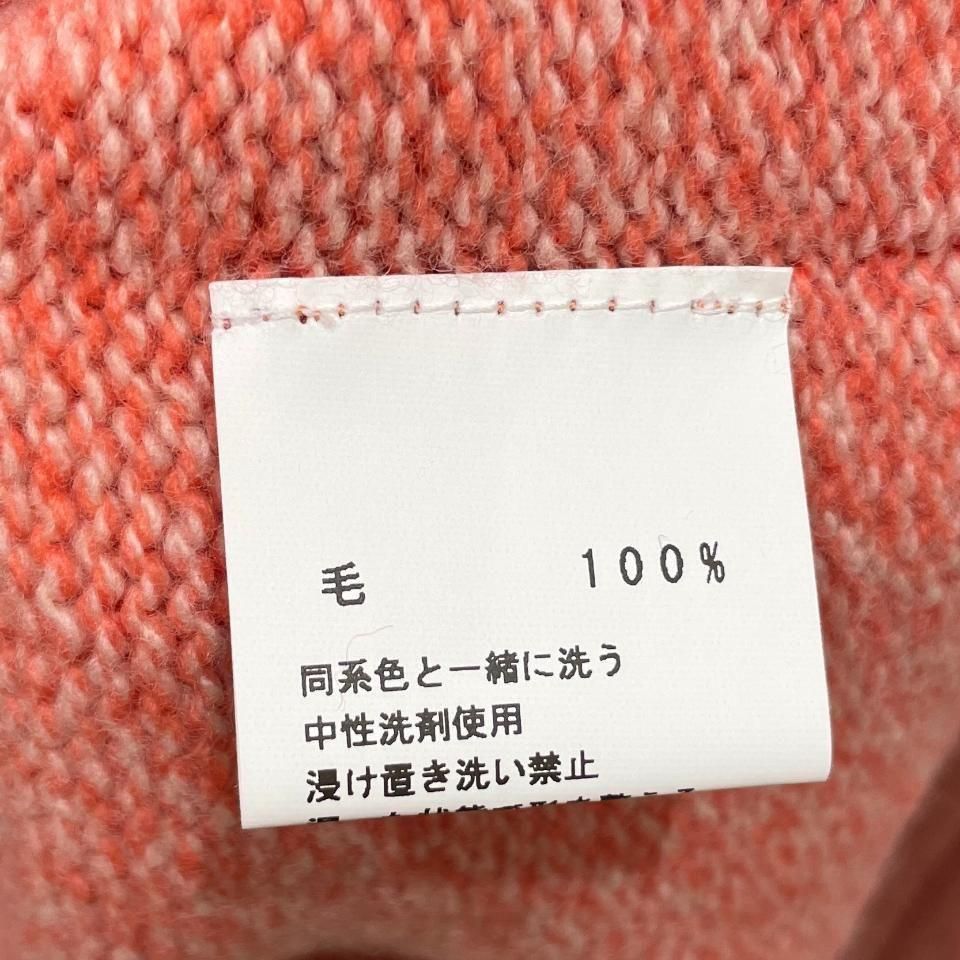 毛 100%
同系色と一緒に洗う
中性洗剤使用
浸け置き洗い禁止